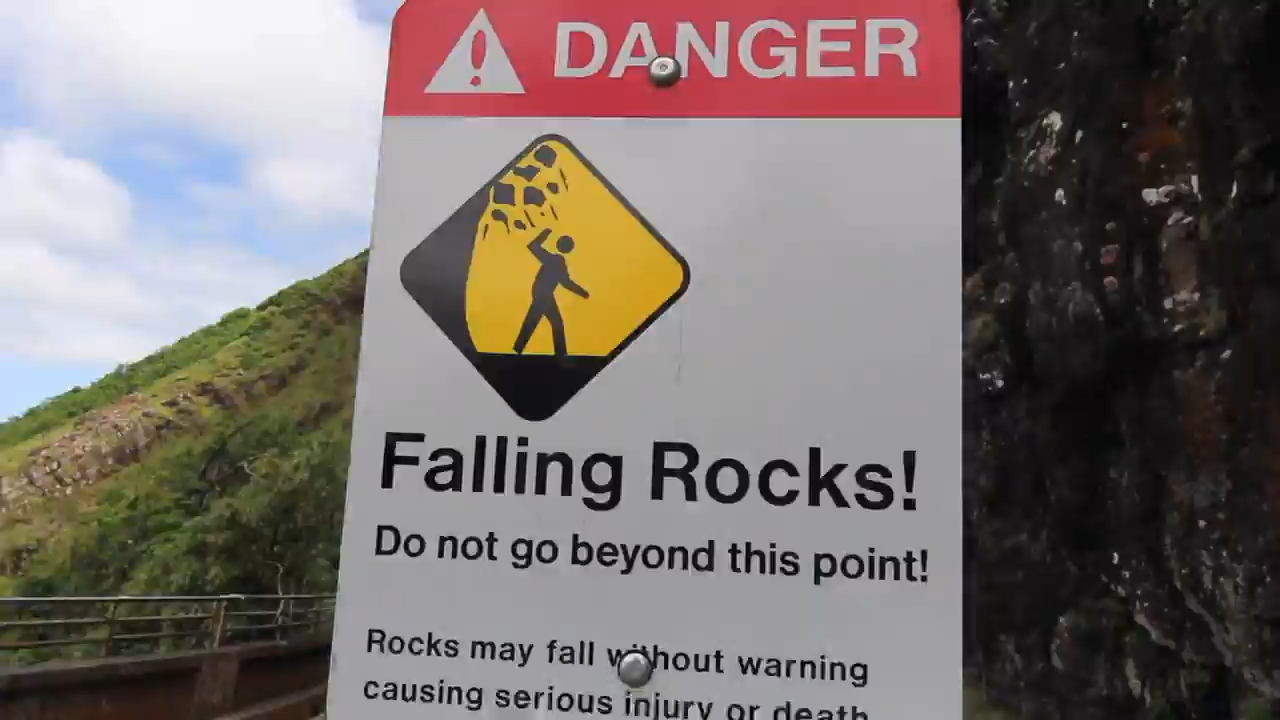 DANGER
Falling Rocks!
Do not go beyond this point!
Rocks may fall without warning
causing serious injury or death